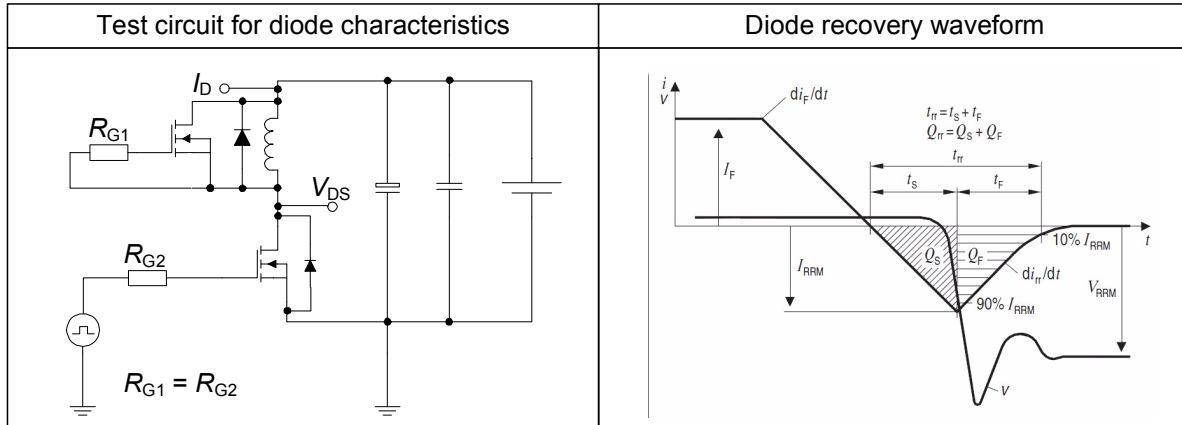 Test circuit for diode characteristics
Diode recovery waveform
I_D
R_G1
V_DS
R_G2
R_G1 = R_G2
i
v
di_F/dt
t_rr = t_S + t_F
Q_rr = Q_S + Q_F
t_rr
I_F
t_S
t_F
10% I_RRM
t
Q_S
Q_F
I_RRM
di_rr/dt
V_RRM
90% I_RRM
v